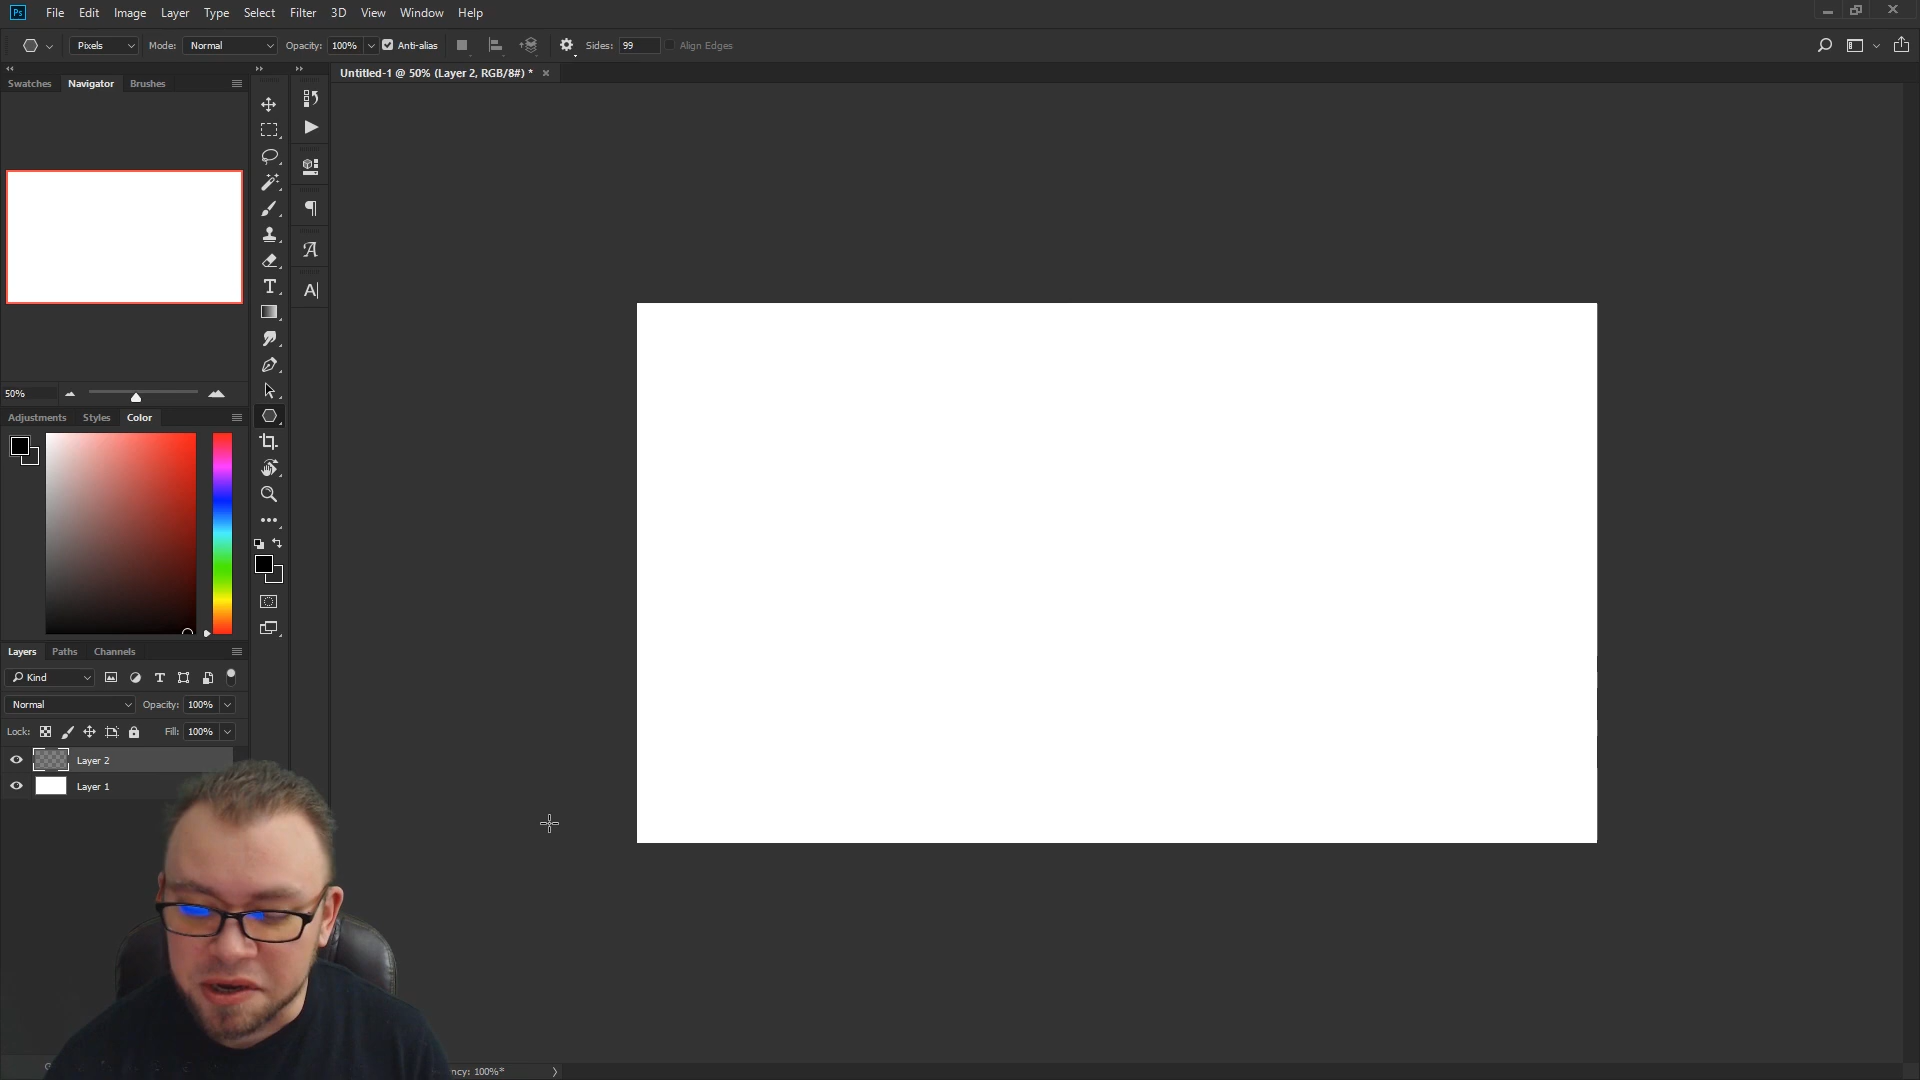 Ps File Edit Image Layer Type Select Filter 3D View Window Help
Pixels Mode: Normal Opacity: 100% Anti-alias Sides: 99 Align Edges
Untitled-1 @ 50% (Layer 2, RGB/8#) *
Swatches Navigator Brushes
50%
Adjustments Styles Color
Layers Paths Channels
Kind
Normal Opacity: 100%
Lock: Fill: 100%
Layer 2
Layer 1
ncy: 100%*